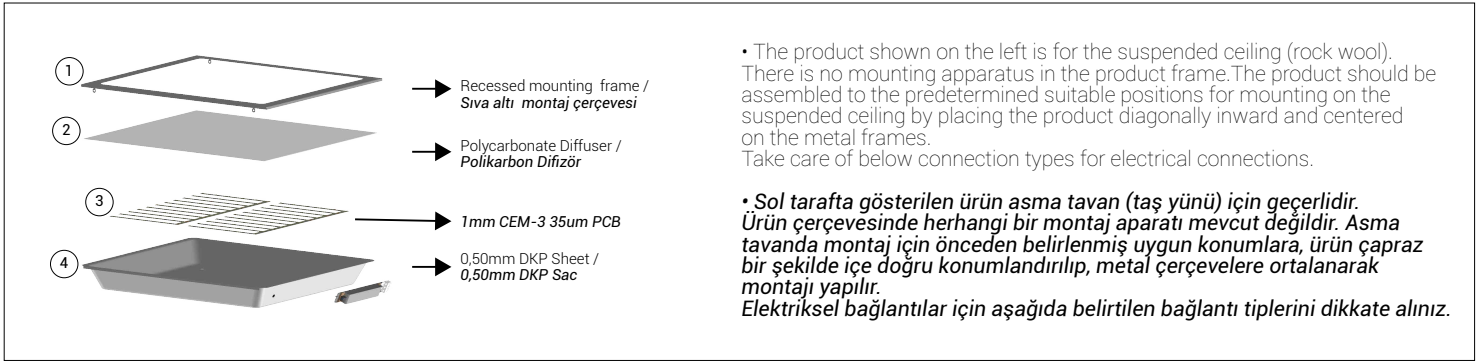 1
Recessed mounting frame /
Sıva altı montaj çerçevesi
2
Polycarbonate Diffuser /
Polikarbon Difizör
3
1mm CEM-3 35um PCB
4
0,50mm DKP Sheet /
0,50mm DKP Sac
• The product shown on the left is for the suspended ceiling (rock wool).
There is no mounting apparatus in the product frame.The product should be
assembled to the predetermined suitable positions for mounting on the
suspended ceiling by placing the product diagonally inward and centered
on the metal frames.
Take care of below connection types for electrical connections.
• Sol tarafta gösterilen ürün asma tavan (taş yünü) için geçerlidir.
Ürün çerçevesinde herhangi bir montaj aparatı mevcut değildir. Asma
tavanda montaj için önceden belirlenmiş uygun konumlara, ürün çapraz
bir şekilde içe doğru konumlandırılıp, metal çerçevelere ortalanarak
montajı yapılır.
Elektriksel bağlantılar için aşağıda belirtilen bağlantı tiplerini dikkate alınız.